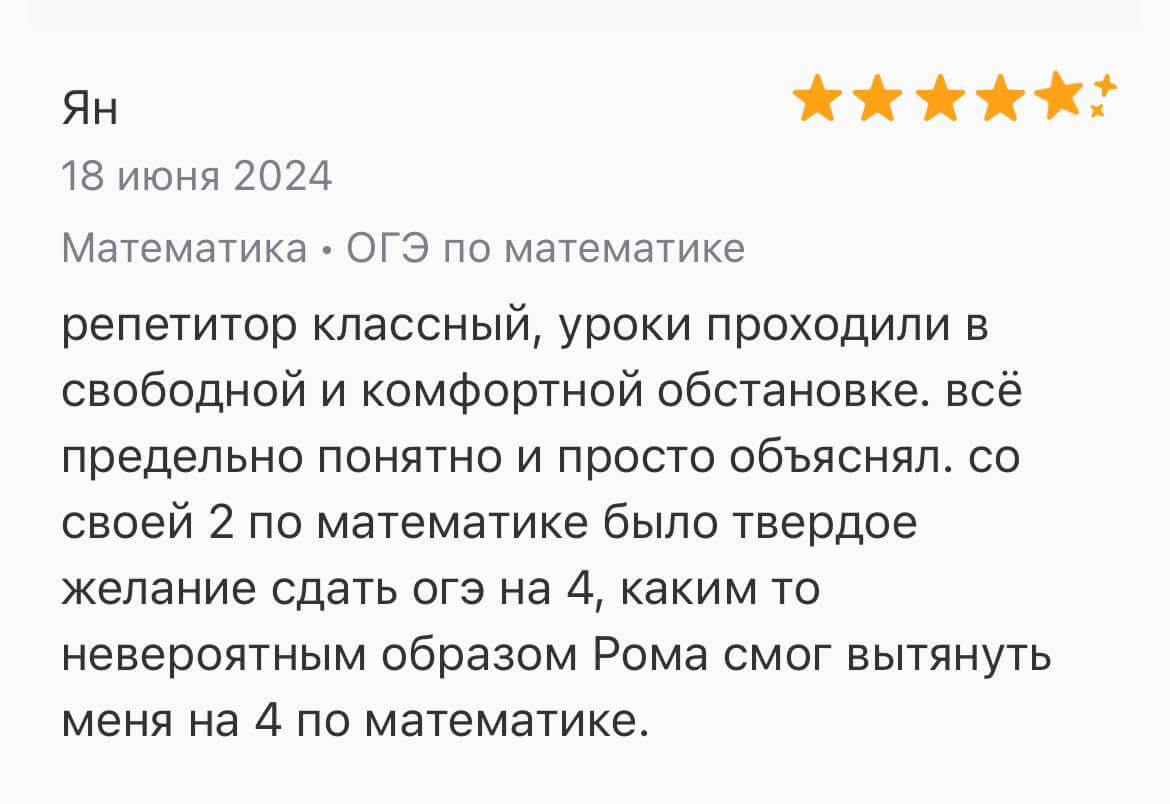 Ян
18 июня 2024
Математика • ОГЭ по математике
репетитор классный, уроки проходили в
свободной и комфортной обстановке. всё
предельно понятно и просто объяснял. со
своей 2 по математике было твердое
желание сдать огэ на 4, каким то
невероятным образом Рома смог вытянуть
меня на 4 по математике.